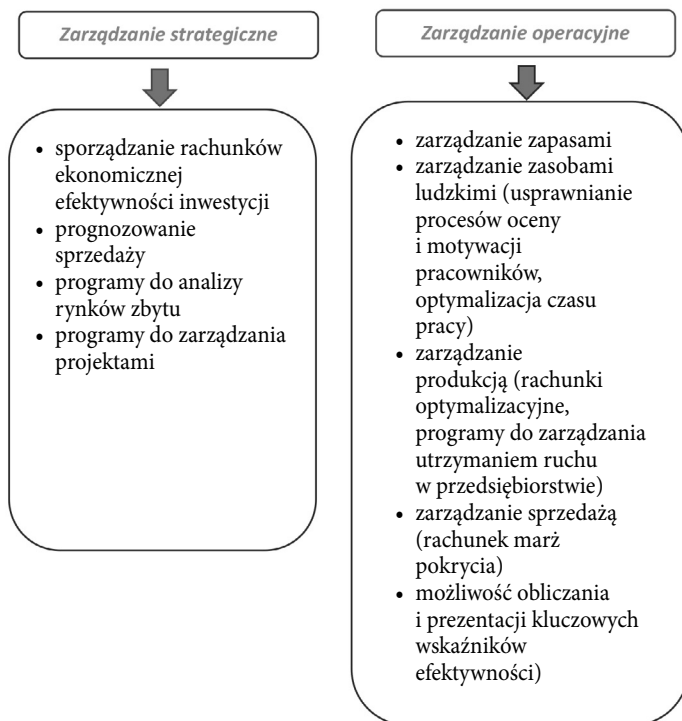 Zarządzanie strategiczne
sporządzanie rachunków
ekonomicznej
efektywności inwestycji
prognozowanie
sprzedaży
programy do analizy
rynków zbytu
programy do zarządzania
projektami
Zarządzanie operacyjne
zarządzanie zapasami
zarządzanie zasobami
ludzkimi (usprawnianie
procesów oceny
i motywacji
pracowników,
optymalizacja czasu
pracy)
zarządzanie
produkcją (rachunki
optymalizacyjne,
programy do zarządzania
utrzymaniem ruchu
w przedsiębiorstwie)
zarządzanie sprzedażą
(rachunek marż
pokrycia)
możliwość obliczania
i prezentacji kluczowych
wskaźników
efektywności)